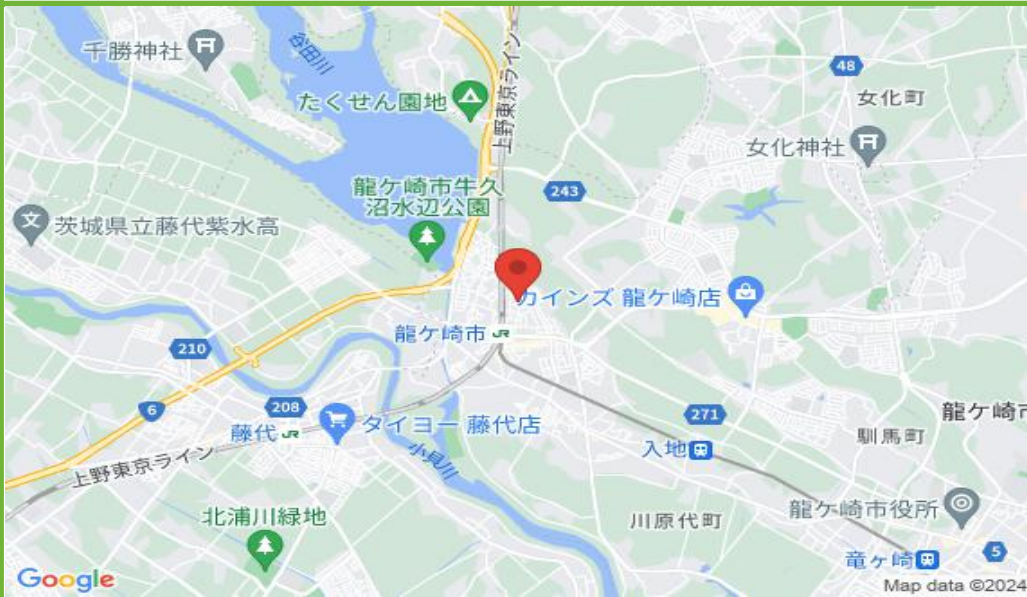 千勝神社
谷田川
上野東京ライン
48
女化町
たくせん園地
女化神社
龍ケ崎市牛久
沼水辺公園
243
文
茨城県立藤代紫水高
カインズ 龍ケ崎店
龍ケ崎市 JR
210
6
208
藤代 JR
タイヨー 藤代店
271
龍ケ崎市
馴馬町
入地
上野東京ライン
小貝川
北浦川緑地
川原代町
龍ケ崎市役所
5
竜ヶ崎
Google
Map data ©2024